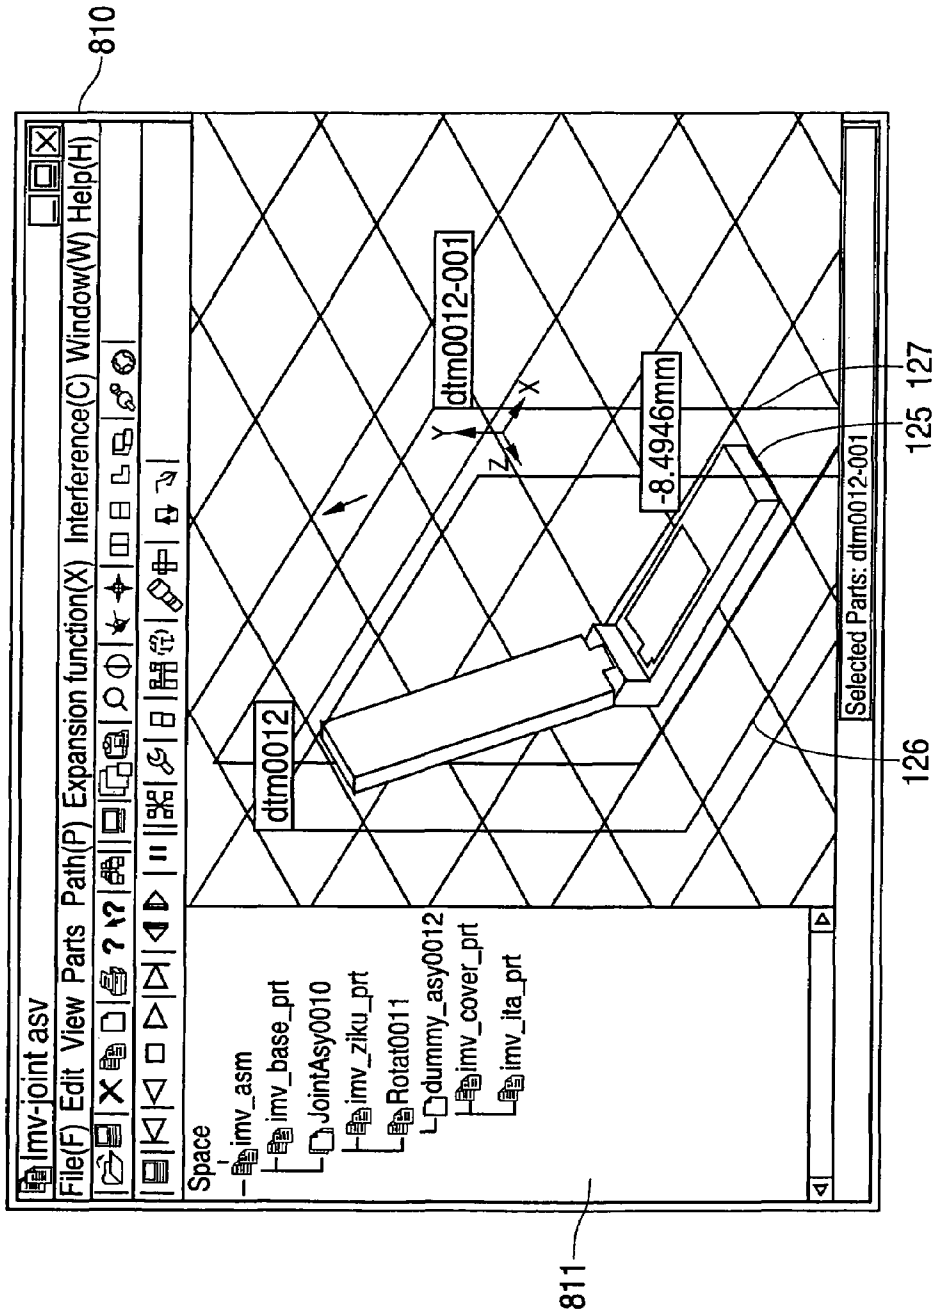 810
Imv-joint asv
File(F) Edit View Parts Path(P) Expansion function(X) Interference(C) Window(W) Help(H)
? ?
Space
imv_asm
imv_base_prt
JointAsy0010
imv_ziku_prt
Rotat0011
dummy_asy0012
imv_cover_prt
imv_ita_prt
dtm0012
dtm0012-001
Y
X
Z
-8.4946mm
Selected Parts: dtm0012-001
811
126
125
127